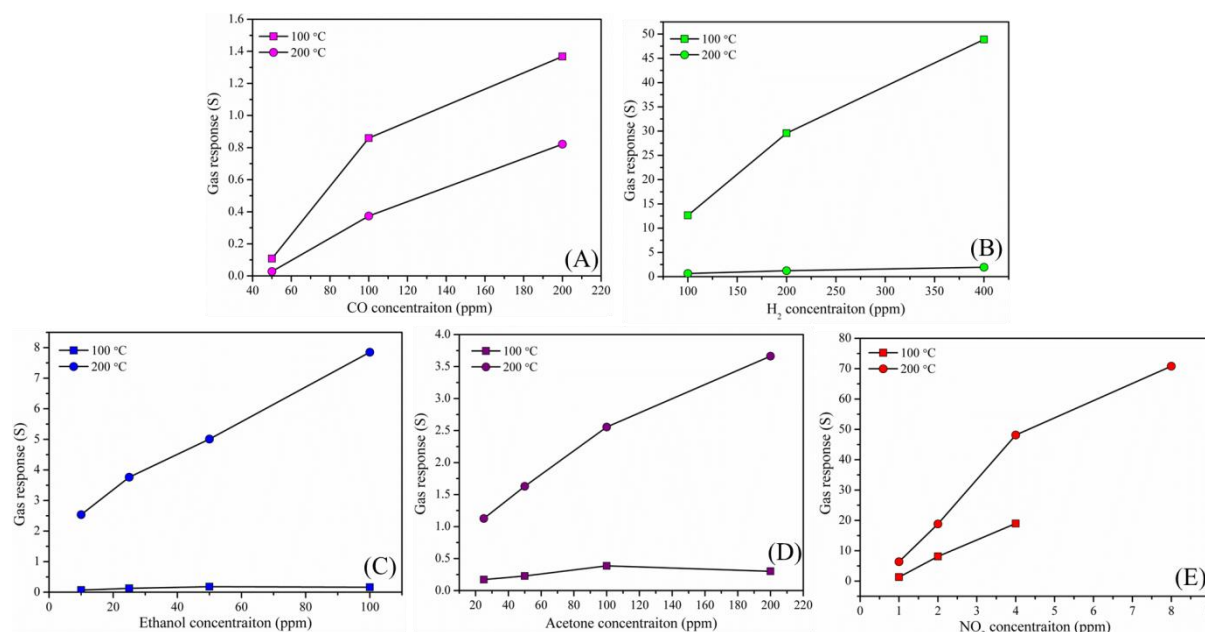 1.6
1.4
1.2
1.0
0.8
0.6
0.4
0.2
0.0
Gas response (S)
100 °C
200 °C
(A)
40 60 80 100 120 140 160 180 200 220
CO concentraiton (ppm)
50
45
40
35
30
25
20
15
10
5
0
Gas response (S)
100 °C
200 °C
(B)
100 150 200 250 300 350 400
H₂ concentraiton (ppm)
8
7
6
5
4
3
2
1
0
Gas response (S)
100 °C
200 °C
(C)
20 40 60 80 100
Ethanol concentraiton (ppm)
4.0
3.5
3.0
2.5
2.0
1.5
1.0
0.5
0.0
Gas response (S)
100 °C
200 °C
(D)
20 40 60 80 100 120 140 160 180 200 220
Acetone concentraiton (ppm)
80
70
60
50
40
30
20
10
0
Gas response (S)
100 °C
200 °C
(E)
0 1 2 3 4 5 6 7 8
NO₂ concentraiton (ppm)